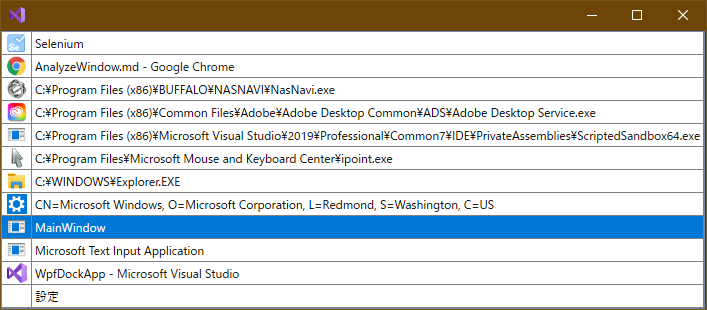 Selenium
AnalyzeWindow.md - Google Chrome
C:¥Program Files (x86)¥BUFFALO¥NASNAVI¥NasNavi.exe
C:¥Program Files (x86)¥Common Files¥Adobe¥Adobe Desktop Common¥ADS¥Adobe Desktop Service.exe
C:¥Program Files (x86)¥Microsoft Visual Studio¥2019¥Professional¥Common7¥IDE¥PrivateAssemblies¥ScriptedSandbox64.exe
C:¥Program Files¥Microsoft Mouse and Keyboard Center¥ipoint.exe
C:¥WINDOWS¥Explorer.EXE
CN=Microsoft Windows, O=Microsoft Corporation, L=Redmond, S=Washington, C=US
MainWindow
Microsoft Text Input Application
WpfDockApp - Microsoft Visual Studio
設定